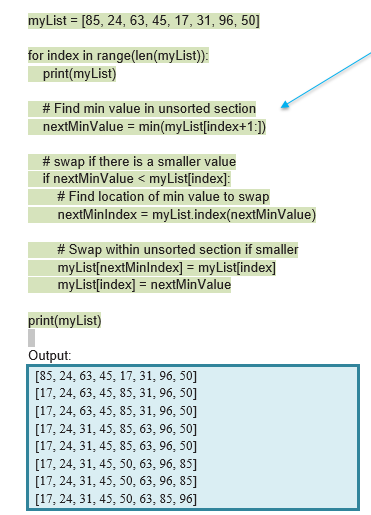 myList = [85, 24, 63, 45, 17, 31, 96, 50]
for index in range(len(myList)):
    print(myList)
    # Find min value in unsorted section
    nextMinValue = min(myList[index+1:])
    # swap if there is a smaller value
    if nextMinValue < myList[index]:
        # Find location of min value to swap
        nextMinIndex = myList.index(nextMinValue)
        # Swap within unsorted section if smaller
        myList[nextMinIndex] = myList[index]
        myList[index] = nextMinValue
print(myList)
Output:
[85, 24, 63, 45, 17, 31, 96, 50]
[17, 24, 63, 45, 85, 31, 96, 50]
[17, 24, 63, 45, 85, 31, 96, 50]
[17, 24, 31, 45, 85, 63, 96, 50]
[17, 24, 31, 45, 85, 63, 96, 50]
[17, 24, 31, 45, 50, 63, 96, 85]
[17, 24, 31, 45, 50, 63, 96, 85]
[17, 24, 31, 45, 50, 63, 85, 96]